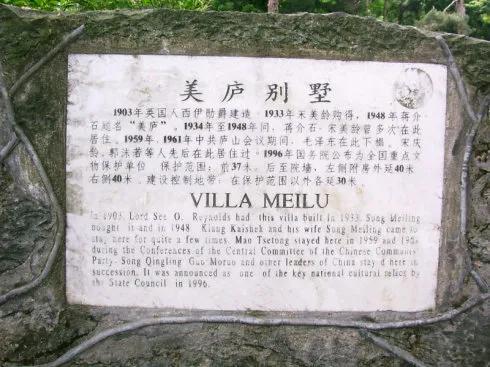 美庐别墅
1903年英国人西伊勋爵建造，1933年宋美龄购得，1948年蒋介
石题名“美庐”。1934年至1948年间，蒋介石、宋美龄曾多次在此
居住。1959年、1961年中共庐山会议期间，毛泽东在此下榻。宋庆
龄、郭沫若等人先后在此居住过。1996年国务院公布为全国重点文
物保护单位。保护范围：前37米。后至院墙，左侧附房外延40米
右侧40米。建设控制地带：在保护范围以外各延30米。
VILLA MEILU
In 1903, Lord See O. Reynolds had this villa built In 1933, Song Meiling
bought it and in 1948 Kiang Kaishek and his wife Song Meiling came to
stay here for quite a few times. Mao Tsetong stayed here in 1959 and
during the Conferences of the Central Committee of the Chinese
Party. Song Qingling Guo Moruo and other leaders of China stay d here in
succession. It was announced as one of the key national cultural relics by
the State Council in 1996.